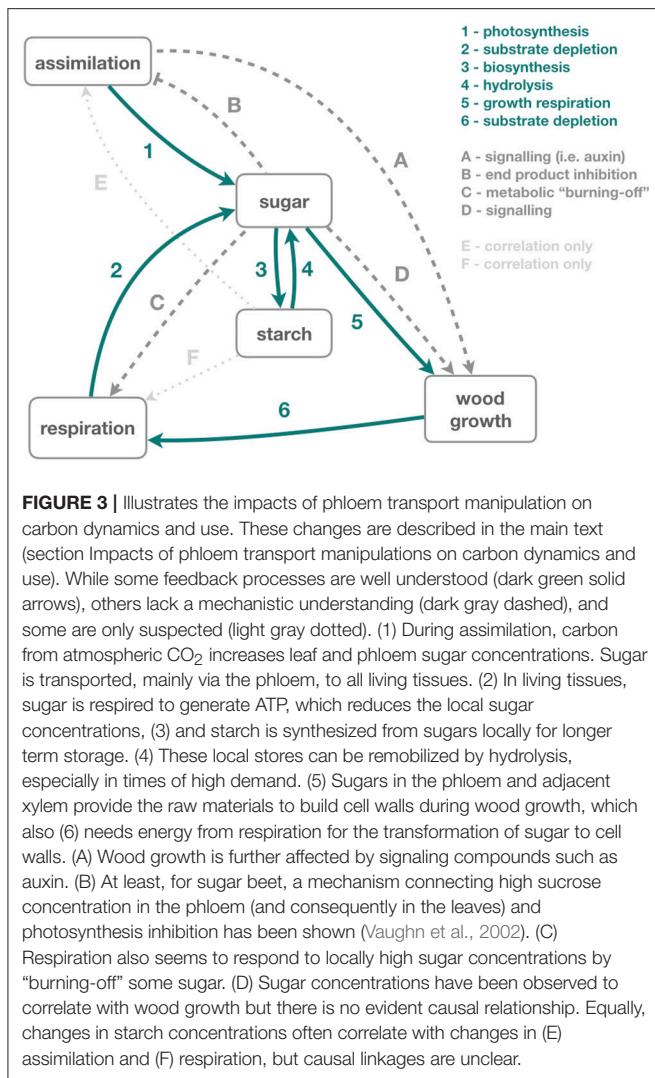 assimilation
1 - photosynthesis
2 - substrate depletion
3 - biosynthesis
4 - hydrolysis
5 - growth respiration
6 - substrate depletion
A - signalling (i.e. auxin)
B - end product inhibition
C - metabolic "burning-off"
D - signalling
E - correlation only
F - correlation only
B
A
E
1
sugar
2
3
4
D
C
5
starch
F
wood
growth
respiration
6
FIGURE 3 | Illustrates the impacts of phloem transport manipulation on
carbon dynamics and use. These changes are described in the main text
(section Impacts of phloem transport manipulations on carbon dynamics and
use). While some feedback processes are well understood (dark green solid
arrows), others lack a mechanistic understanding (dark gray dashed), and
some are only suspected (light gray dotted). (1) During assimilation, carbon
from atmospheric CO₂ increases leaf and phloem sugar concentrations. Sugar
is transported, mainly via the phloem, to all living tissues. (2) In living tissues,
sugar is respired to generate ATP, which reduces the local sugar
concentrations, (3) and starch is synthesized from sugars locally for longer
term storage. (4) These local stores can be remobilized by hydrolysis,
especially in times of high demand. (5) Sugars in the phloem and adjacent
xylem provide the raw materials to build cell walls during wood growth, which
also (6) needs energy from respiration for the transformation of sugar to cell
walls. (A) Wood growth is further affected by signaling compounds such as
auxin. (B) At least, for sugar beet, a mechanism connecting high sucrose
concentration in the phloem (and consequently in the leaves) and
photosynthesis inhibition has been shown (Vaughn et al., 2002). (C)
Respiration also seems to respond to locally high sugar concentrations by
"burning-off" some sugar. (D) Sugar concentrations have been observed to
correlate with wood growth but there is no evident causal relationship. Equally,
changes in starch concentrations often correlate with changes in (E)
assimilation and (F) respiration, but causal linkages are unclear.